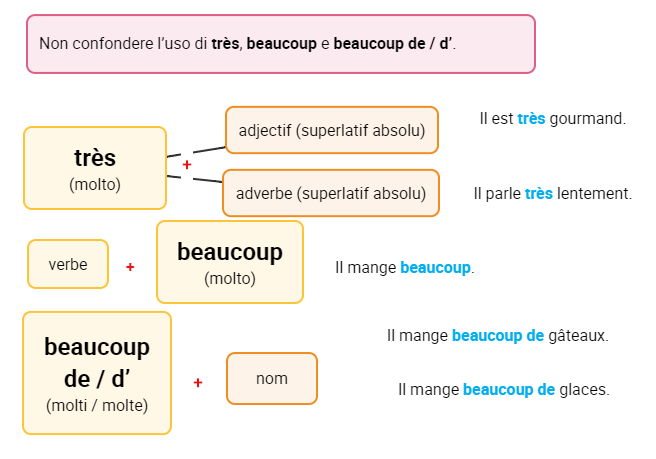 Non confondere l'uso di très, beaucoup e beaucoup de / d'.
très
(molto)
+
adjectif (superlatif absolu)
Il est très gourmand.
adverbe (superlatif absolu)
Il parle très lentement.
verbe
+
beaucoup
(molto)
Il mange beaucoup.
beaucoup
de / d'
(molti / molte)
+
nom
Il mange beaucoup de gâteaux.
Il mange beaucoup de glaces.